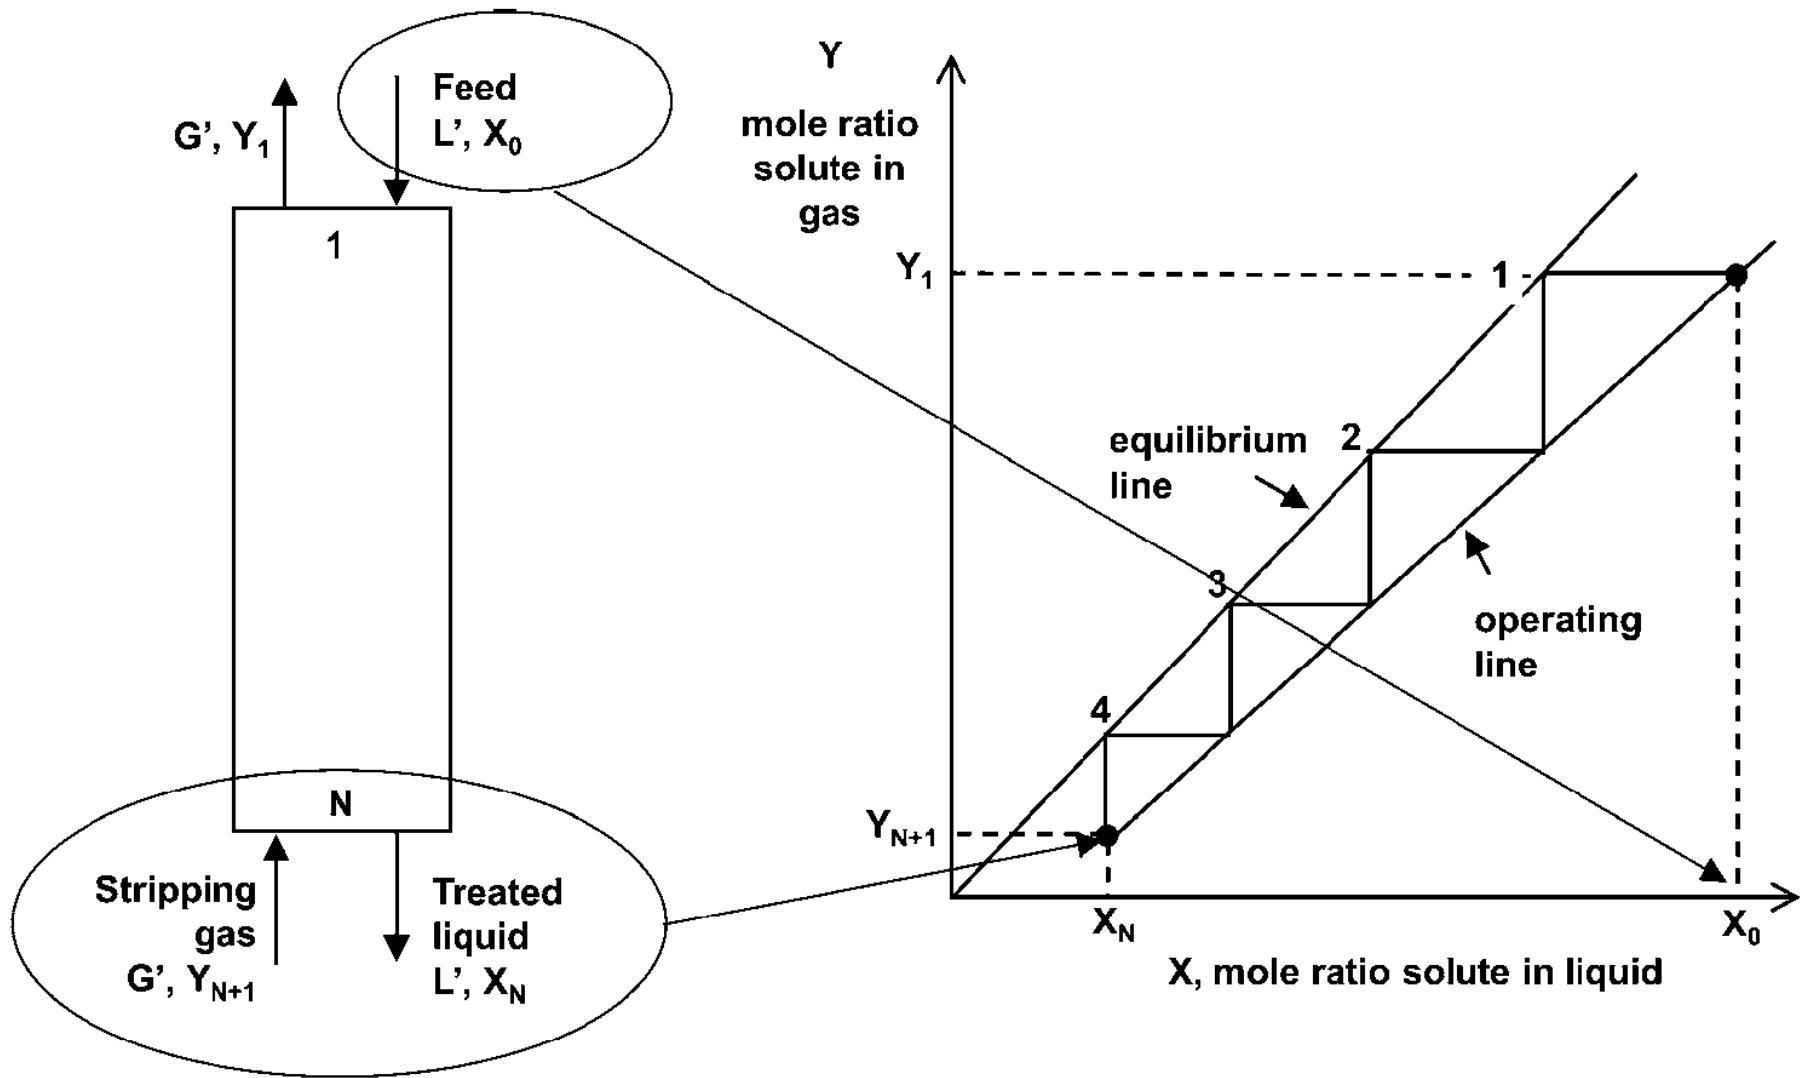 Feed
L’, X0
G’, Y1
1
N
Stripping
gas
G’, YN+1
Treated
liquid
L’, XN
Y
mole ratio
solute in
gas
Y1
1
2
equilibrium
line
3
operating
line
4
YN+1
XN
X0
X, mole ratio solute in liquid